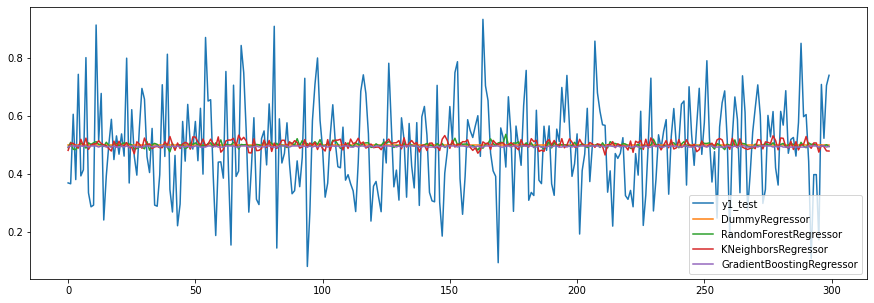 0.8
0.6
0.4
0.2
0
50
100
150
200
250
300
y1_test
DummyRegressor
RandomForestRegressor
KNeighborsRegressor
GradientBoostingRegressor